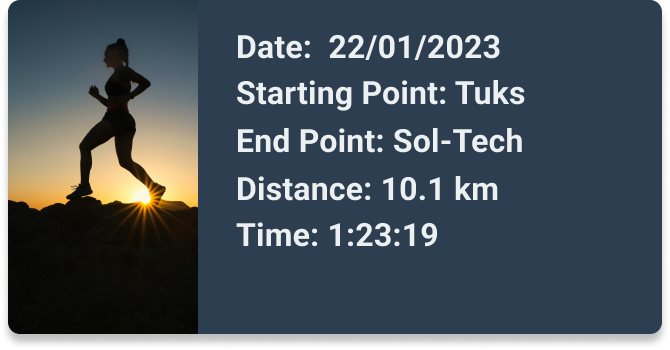 Date: 22/01/2023
Starting Point: Tuks
End Point: Sol-Tech
Distance: 10.1 km
Time: 1:23:19